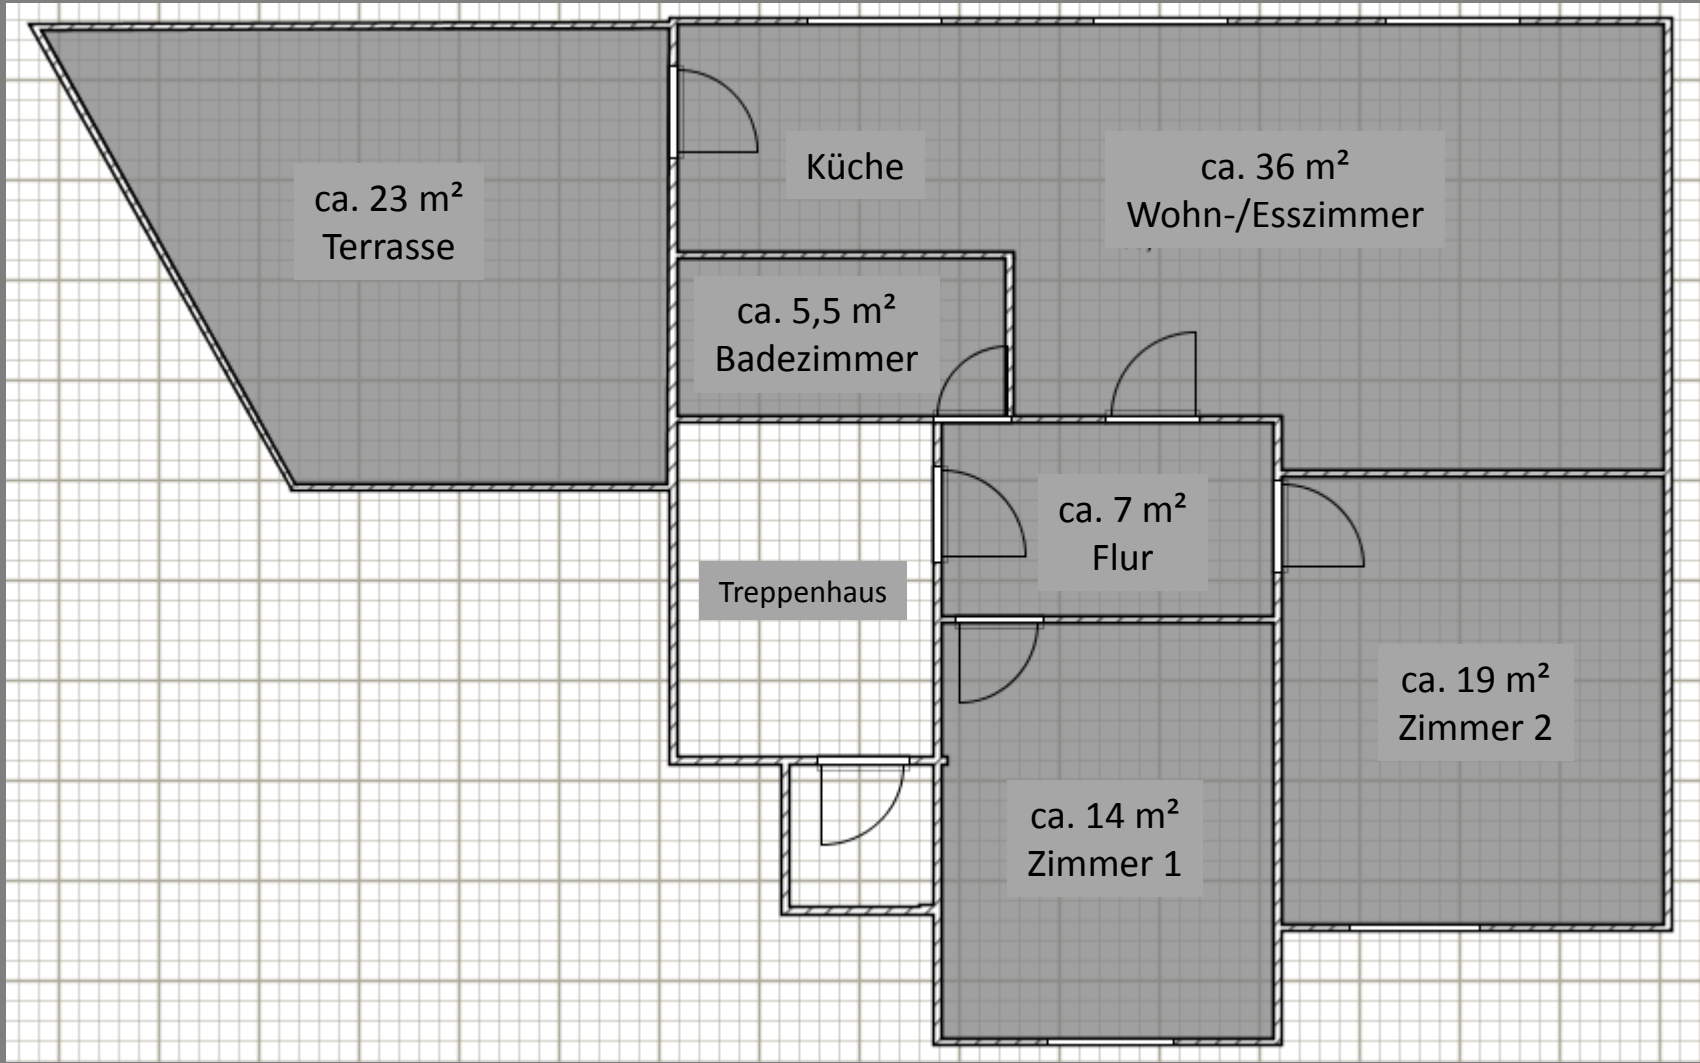 ca. 23 m²
Terrasse
Küche
ca. 36 m²
Wohn-/Esszimmer
ca. 5,5 m²
Badezimmer
ca. 7 m²
Flur
Treppenhaus
ca. 19 m²
Zimmer 2
ca. 14 m²
Zimmer 1